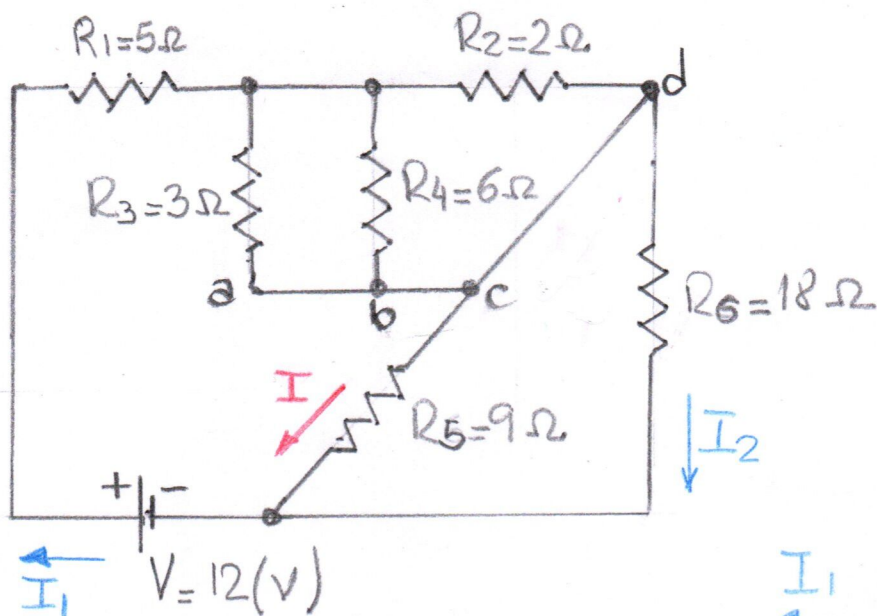 R1=5Ω
R2=2Ω
d
R3=3Ω
R4=6Ω
a
b
c
R6=18Ω
I
R5=9Ω
I2
+ -
I1
V=12(V)
I1